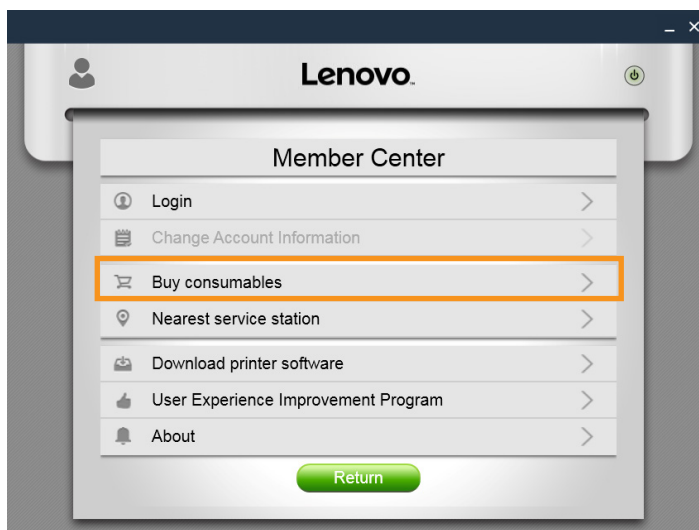 Lenovo
Member Center
Login
Change Account Information
Buy consumables
Nearest service station
Download printer software
User Experience Improvement Program
About
Return